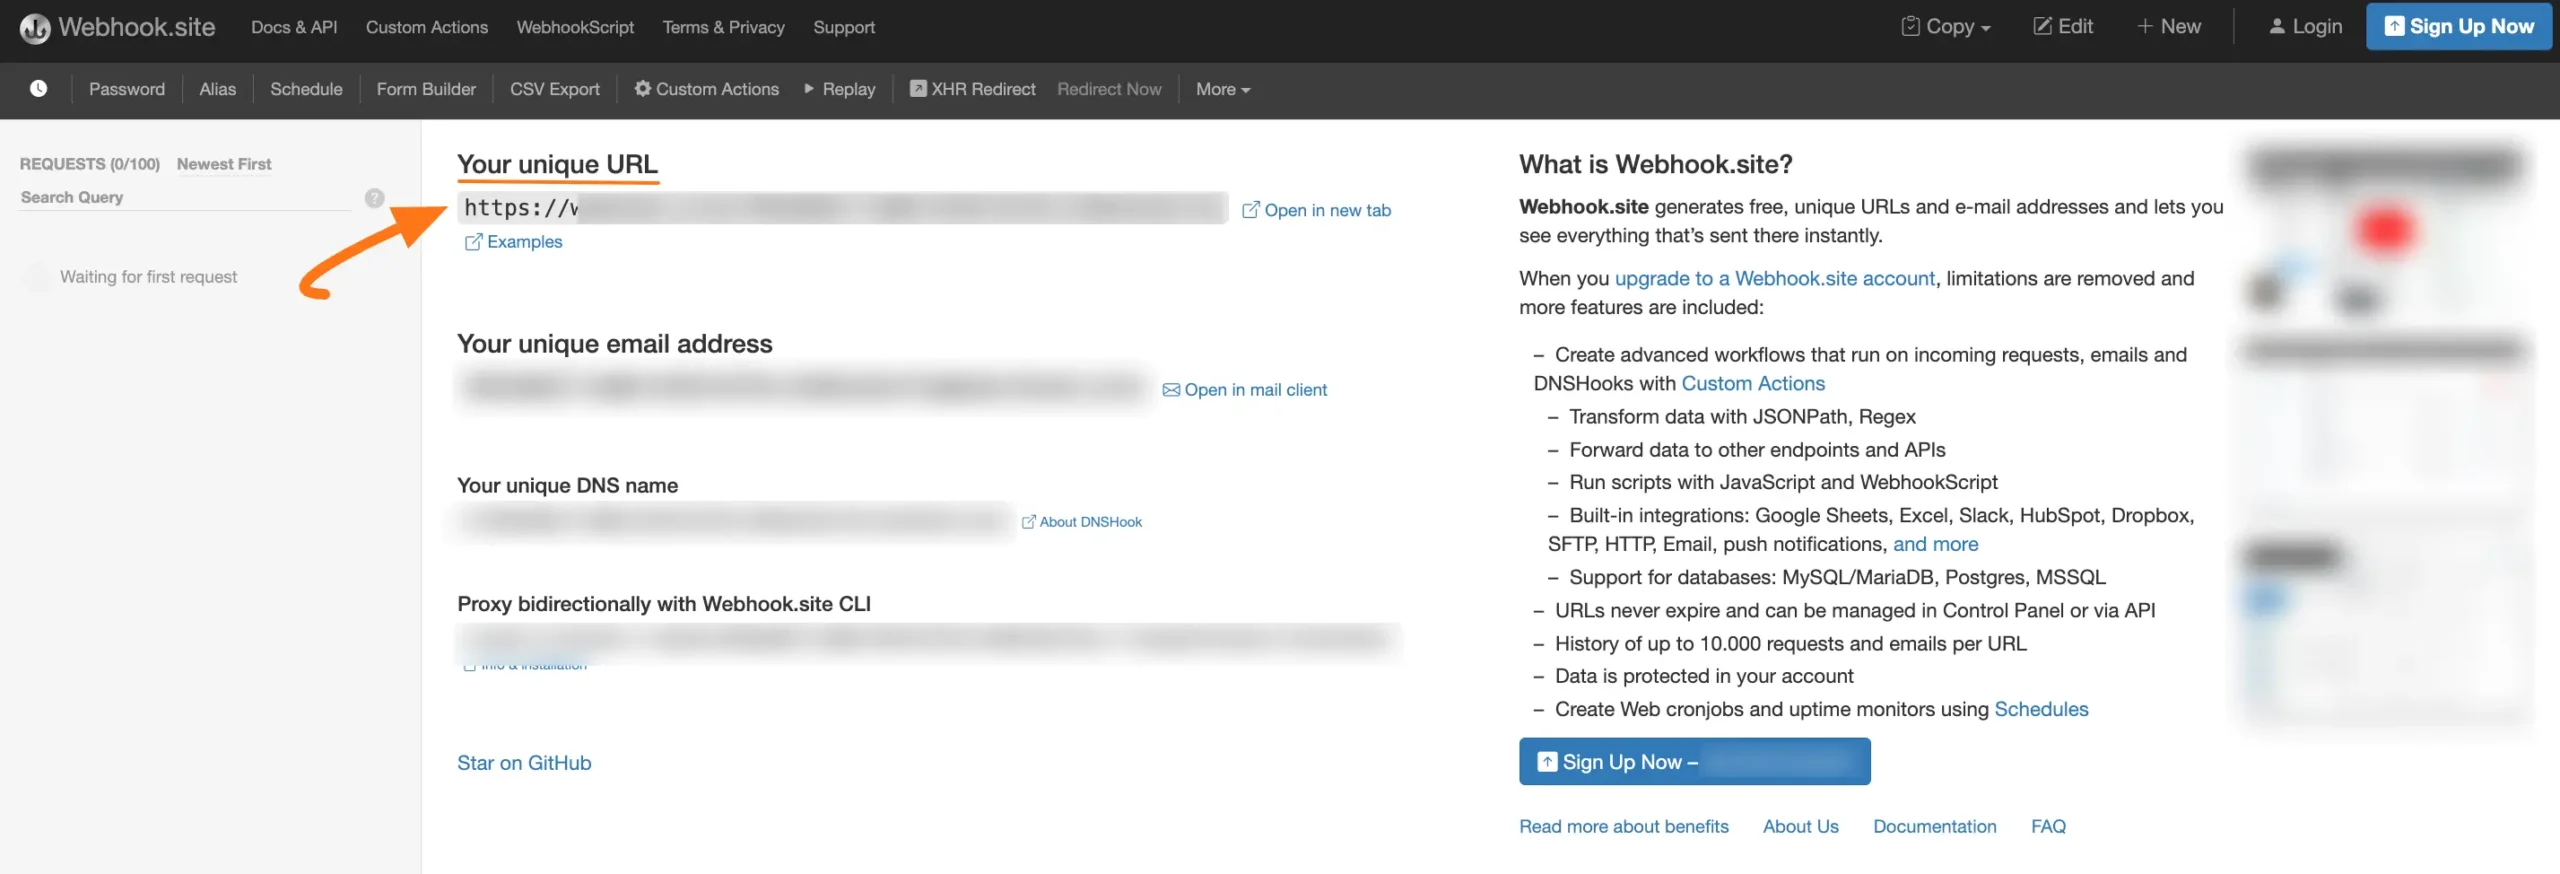 Webhook.site Docs & API Custom Actions WebhookScript Terms & Privacy Support Copy Edit New Login Sign Up Now
Password Alias Schedule Form Builder CSV Export Custom Actions Replay XHR Redirect Redirect Now More
REQUESTS (0/100) Newest First
Search Query
?
Waiting for first request
Your unique URL
https://w
Open in new tab
Examples
Your unique email address
Open in mail client
Your unique DNS name
About DNSHook
Proxy bidirectionally with Webhook.site CLI
Info & installation
Star on GitHub
What is Webhook.site?
Webhook.site generates free, unique URLs and e-mail addresses and lets you
see everything that’s sent there instantly.
When you upgrade to a Webhook.site account, limitations are removed and
more features are included:
– Create advanced workflows that run on incoming requests, emails and
DNSHooks with Custom Actions
– Transform data with JSONPath, Regex
– Forward data to other endpoints and APIs
– Run scripts with JavaScript and WebhookScript
– Built-in integrations: Google Sheets, Excel, Slack, HubSpot, Dropbox,
SFTP, HTTP, Email, push notifications, and more
– Support for databases: MySQL/MariaDB, Postgres, MSSQL
– URLs never expire and can be managed in Control Panel or via API
– History of up to 10.000 requests and emails per URL
– Data is protected in your account
– Create Web cronjobs and uptime monitors using Schedules
Sign Up Now –
Read more about benefits About Us Documentation FAQ